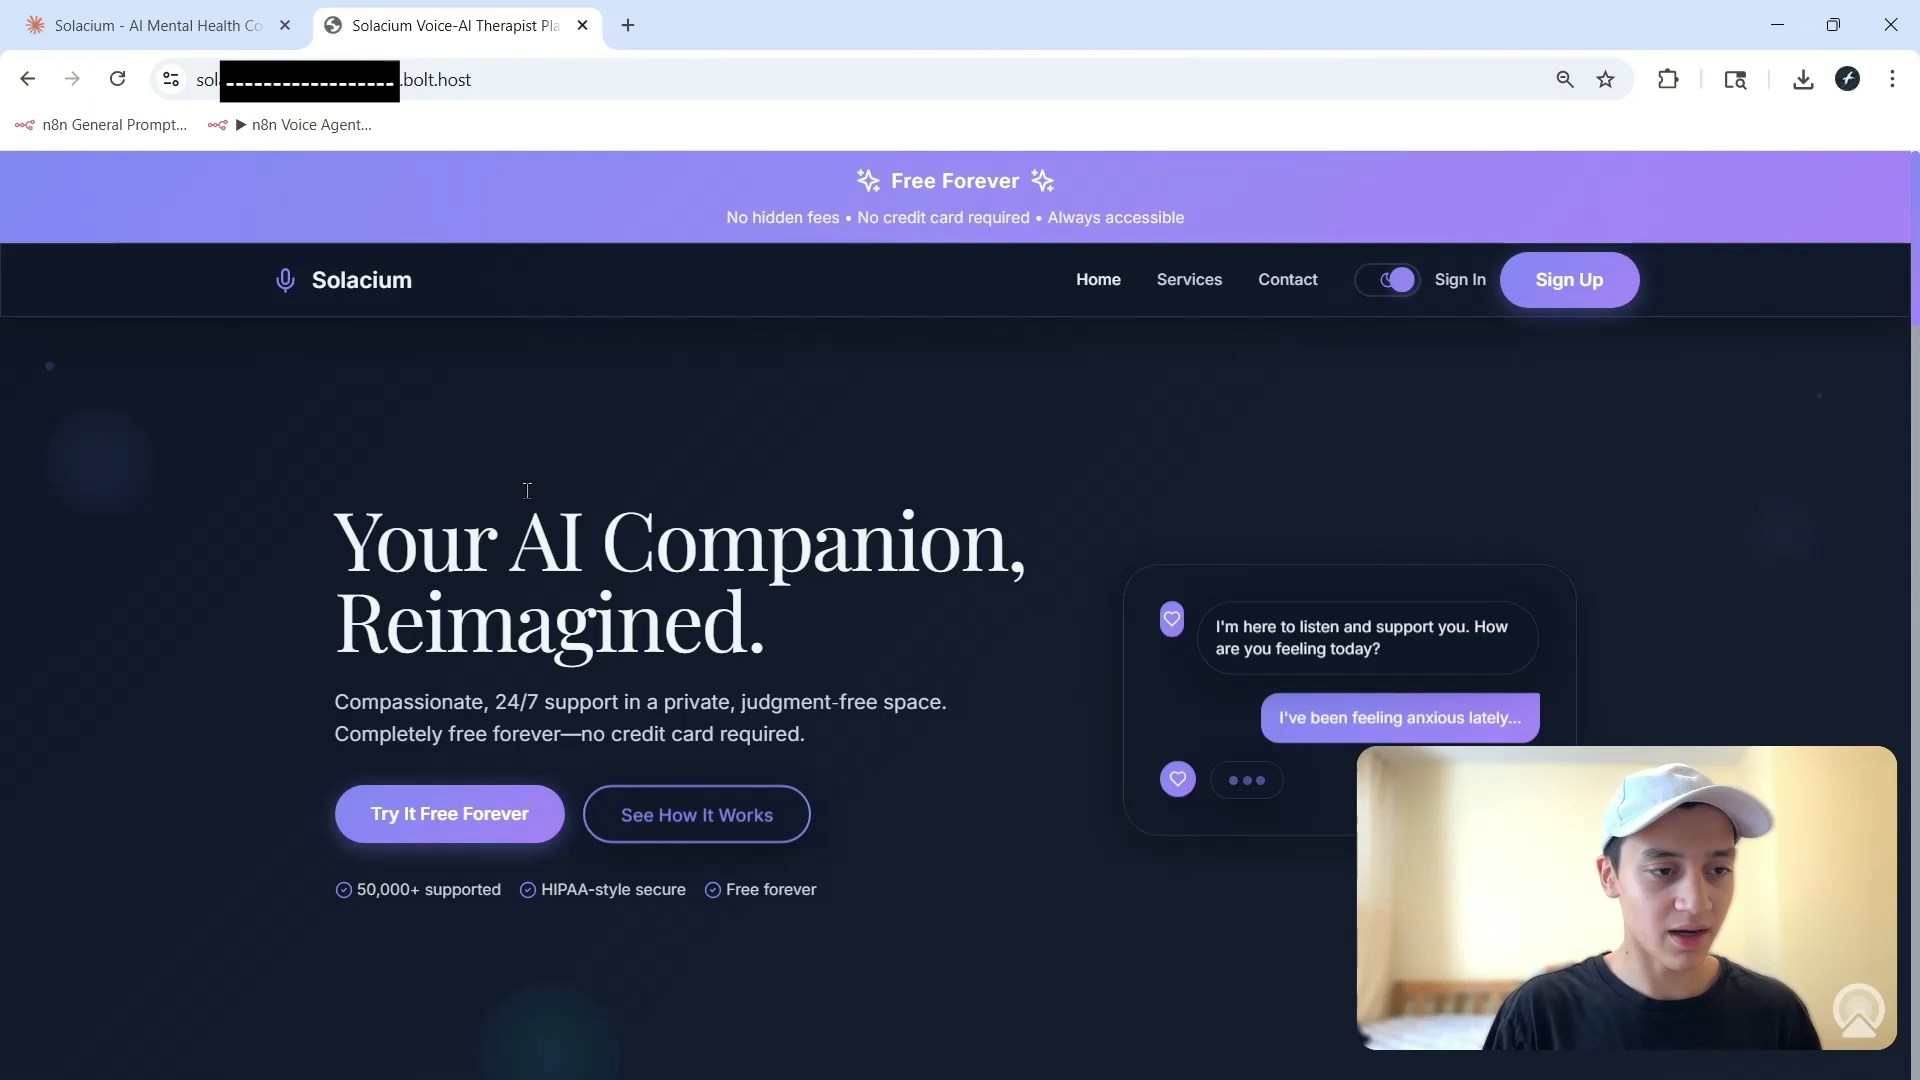 Solacium - AI Mental Health Co
Solacium Voice-AI Therapist Pla
sol
.bolt.host
n8n General Prompt...
▶ n8n Voice Agent...
Free Forever
No hidden fees • No credit card required • Always accessible
Solacium
Home
Services
Contact
Sign In
Sign Up
Your AI Companion,
Reimagined.
Compassionate, 24/7 support in a private, judgment-free space.
Completely free forever—no credit card required.
Try It Free Forever
See How It Works
50,000+ supported
HIPAA-style secure
Free forever
I'm here to listen and support you. How
are you feeling today?
I've been feeling anxious lately...